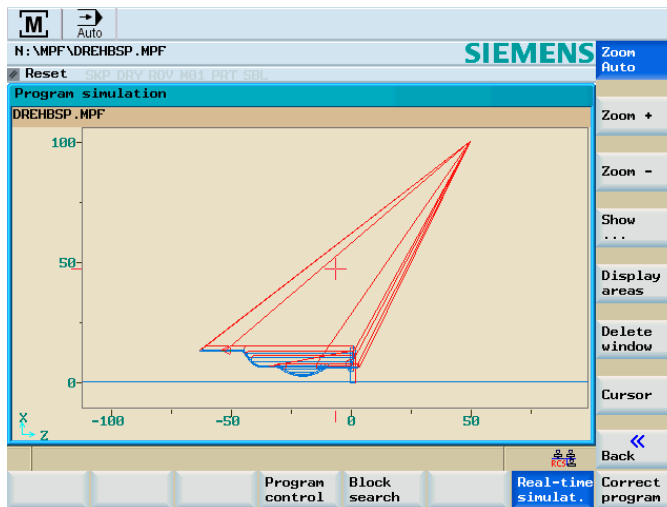 M
Auto
N:\MPF\DREHBSP.MPF
SIEMENS
Reset SKP DRY ROV M01 PRT SBL
Program simulation
DREHBSP.MPF
100
50
0
-100 -50 0 50
X
Z
RCS
Program control
Block search
Real-time simulat.
Zoom Auto
Zoom +
Zoom -
Show ...
Display areas
Delete window
Cursor
Back
Correct program